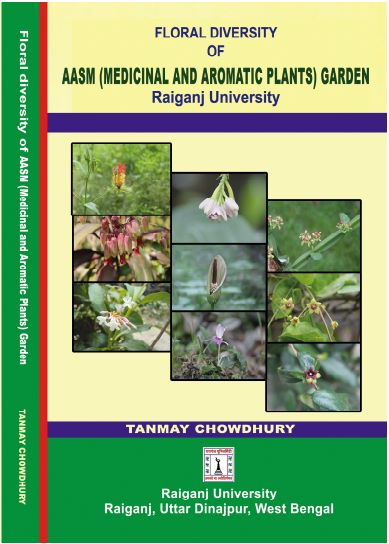 Floral diversity of AASM (Medicinal and Aromatic Plants) Garden
TANMAY CHOWDHURY
FLORAL DIVERSITY
OF
AASM (MEDICINAL AND AROMATIC PLANTS) GARDEN
Raiganj University
TANMAY CHOWDHURY
Raiganj University
Raiganj, Uttar Dinajpur, West Bengal